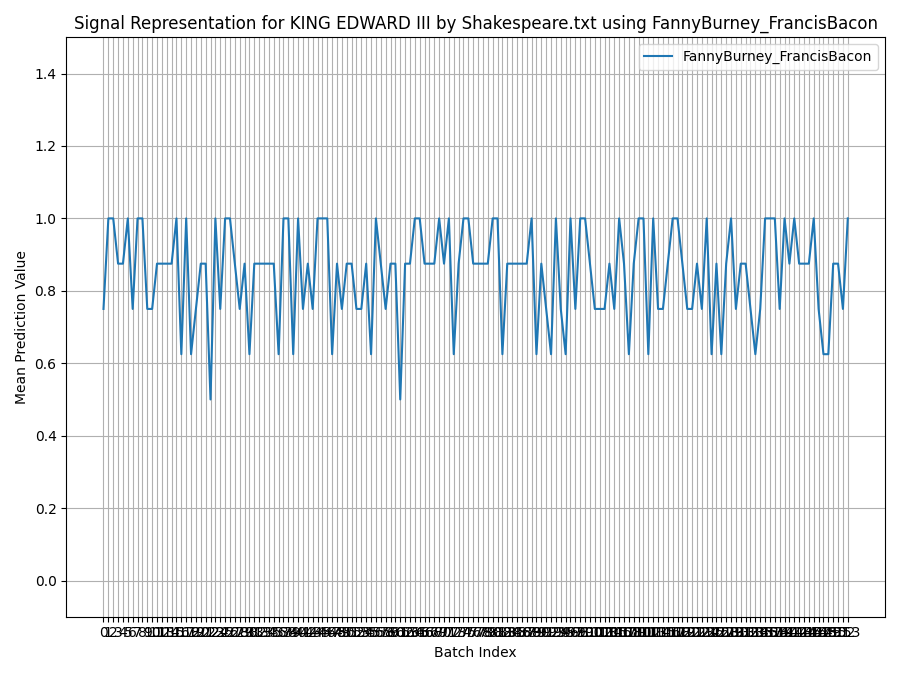 Signal Representation for KING EDWARD III by Shakespeare.txt using FannyBurney_FrancisBacon
FannyBurney_FrancisBacon
1.4
1.2
1.0
0.8
0.6
0.4
0.2
0.0
Mean Prediction Value
Batch Index